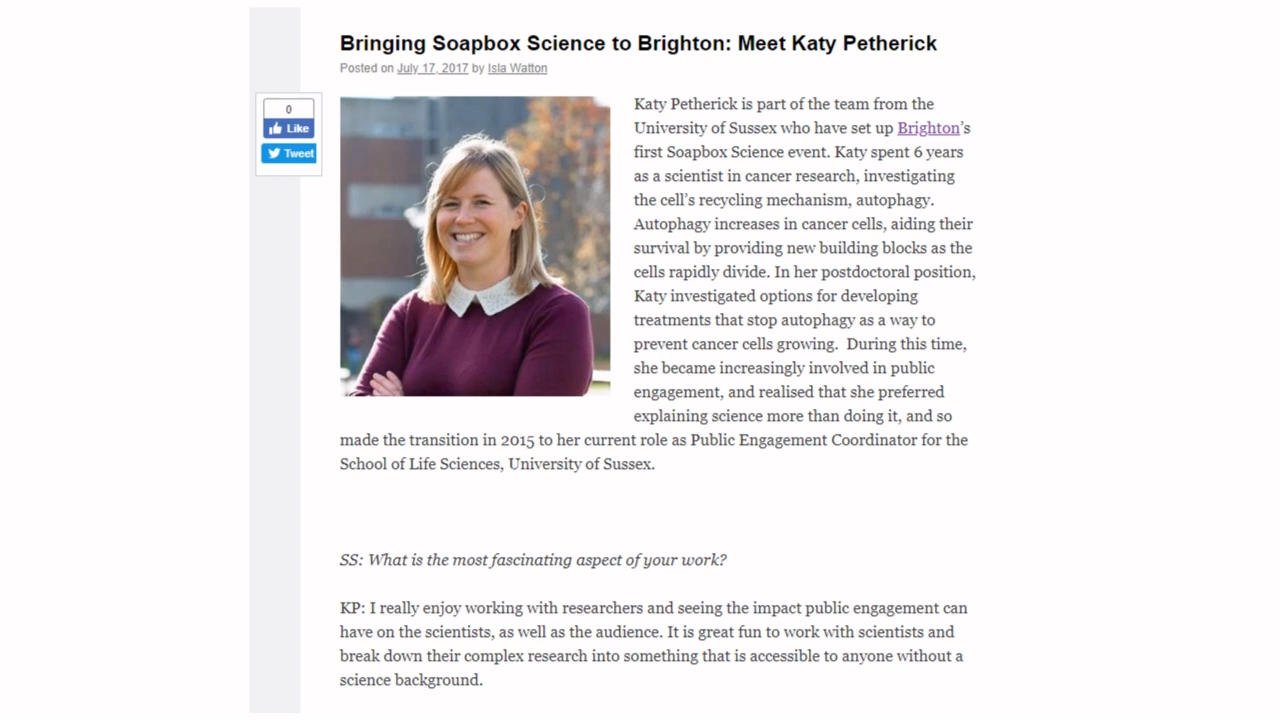 Bringing Soapbox Science to Brighton: Meet Katy Petherick
Posted on July 17, 2017 by Isla Watton
0
Like
Tweet
Katy Petherick is part of the team from the
University of Sussex who have set up Brighton’s
first Soapbox Science event. Katy spent 6 years
as a scientist in cancer research, investigating
the cell’s recycling mechanism, autophagy.
Autophagy increases in cancer cells, aiding their
survival by providing new building blocks as the
cells rapidly divide. In her postdoctoral position,
Katy investigated options for developing
treatments that stop autophagy as a way to
prevent cancer cells growing.  During this time,
she became increasingly involved in public
engagement, and realised that she preferred
explaining science more than doing it, and so
made the transition in 2015 to her current role as Public Engagement Coordinator for the
School of Life Sciences, University of Sussex.
SS: What is the most fascinating aspect of your work?
KP: I really enjoy working with researchers and seeing the impact public engagement can
have on the scientists, as well as the audience. It is great fun to work with scientists and
break down their complex research into something that is accessible to anyone without a
science background.